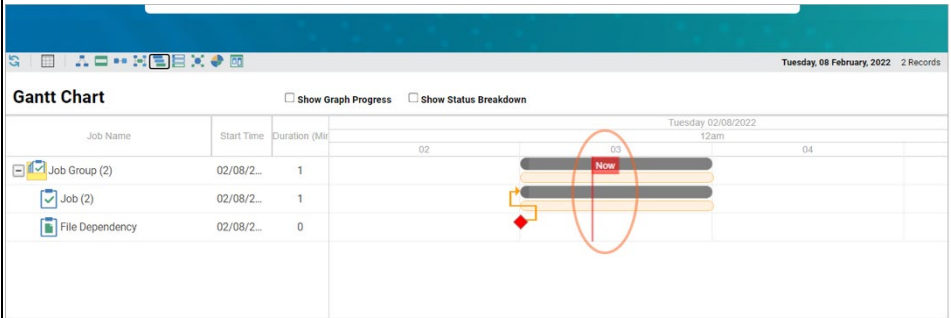 Tuesday, 08 February, 2022 2 Records
Gantt Chart
Show Graph Progress Show Status Breakdown
Job Name Start Time Duration (Min
Tuesday 02/08/2022
12am
02 03 04
Now
Job Group (2) 02/08/2... 1
Job (2) 02/08/2... 1
File Dependency 02/08/2... 0